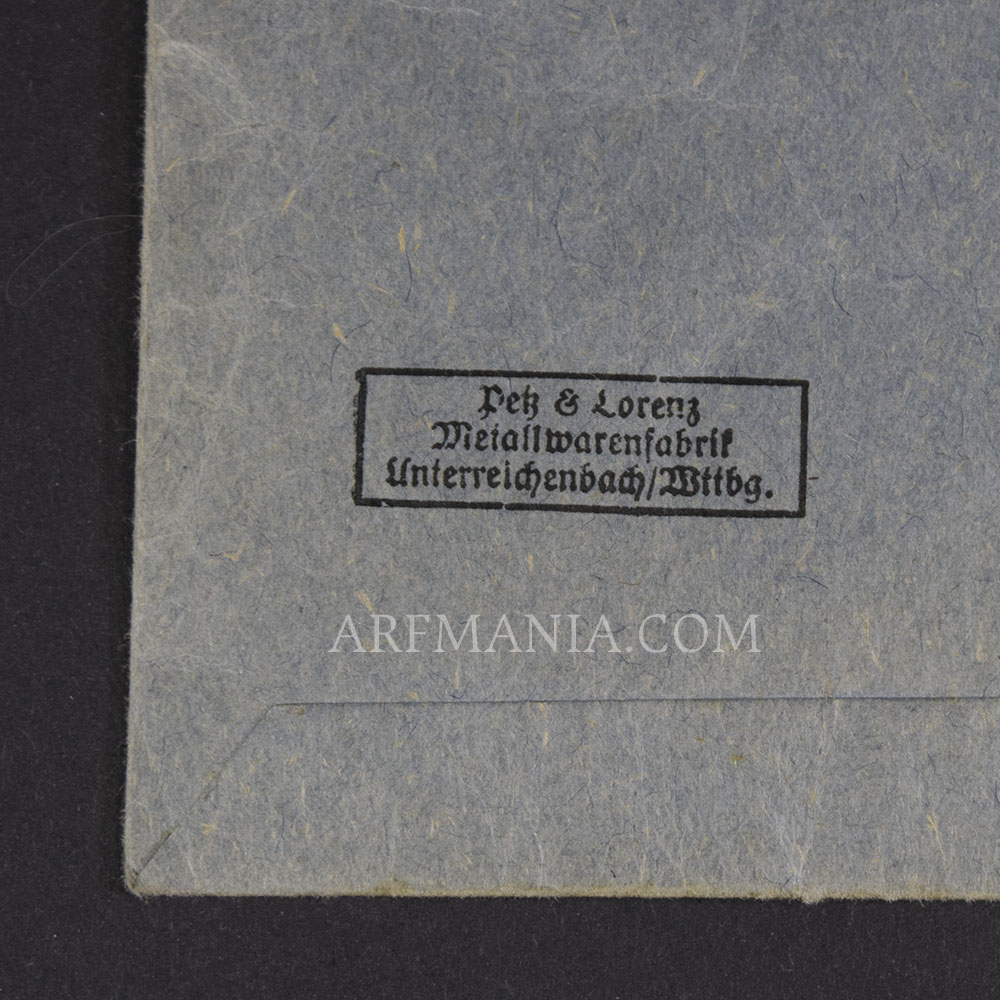 Petz & Lorenz
Metallwarenfabrik
Unterreichenbach/Wttbg.
ARFMANIA.COM